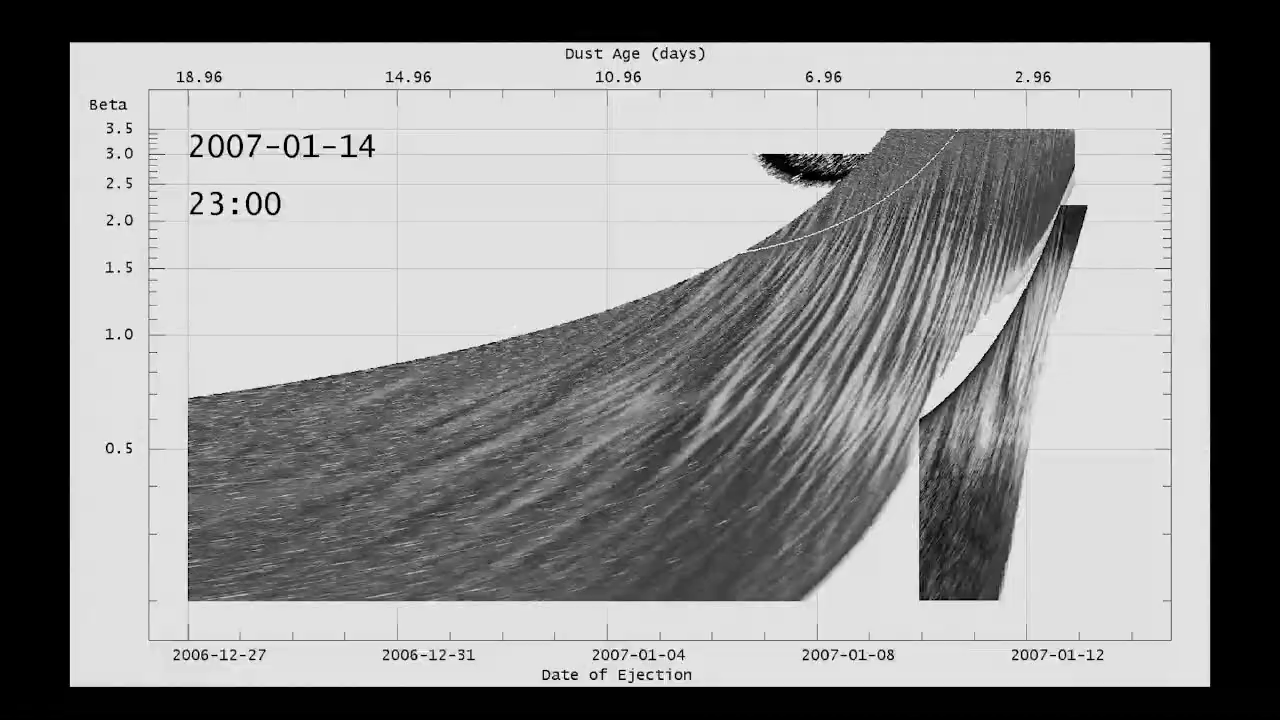 Dust Age (days)
18.96 14.96 10.96 6.96 2.96
Beta
3.5
3.0
2.5
2.0
1.5
1.0
0.5
2007-01-14
23:00
2006-12-27 2006-12-31 2007-01-04 2007-01-08 2007-01-12
Date of Ejection